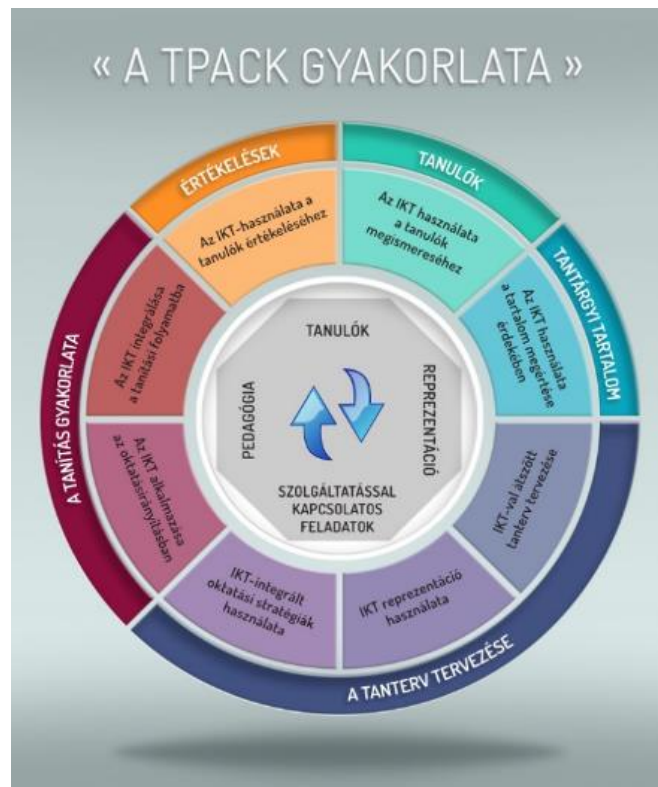 « A TPACK GYAKORLATA »
ÉRTÉKELÉSEK
TANULÓK
TANTÁRGYI TARTALOM
A TANTERV TERVEZÉSE
A TANÍTÁS GYAKORLATA
Az IKT-használata a
tanulók értékeléséhez
Az IKT használata
a tanulók
megismeréséhez
Az IKT használata
a tartalom megértése
érdekében
IKT-val átszőtt
tanterv tervezése
IKT reprezentáció
használata
IKT-integrált
oktatási stratégiák
használata
Az IKT alkalmazása
az oktatásirányításban
Az IKT integrálása
a tanítási folyamatba
TANULÓK
REPREZENTÁCIÓ
SZOLGÁLTATÁSSAL
KAPCSOLATOS
FELADATOK
PEDAGÓGIA